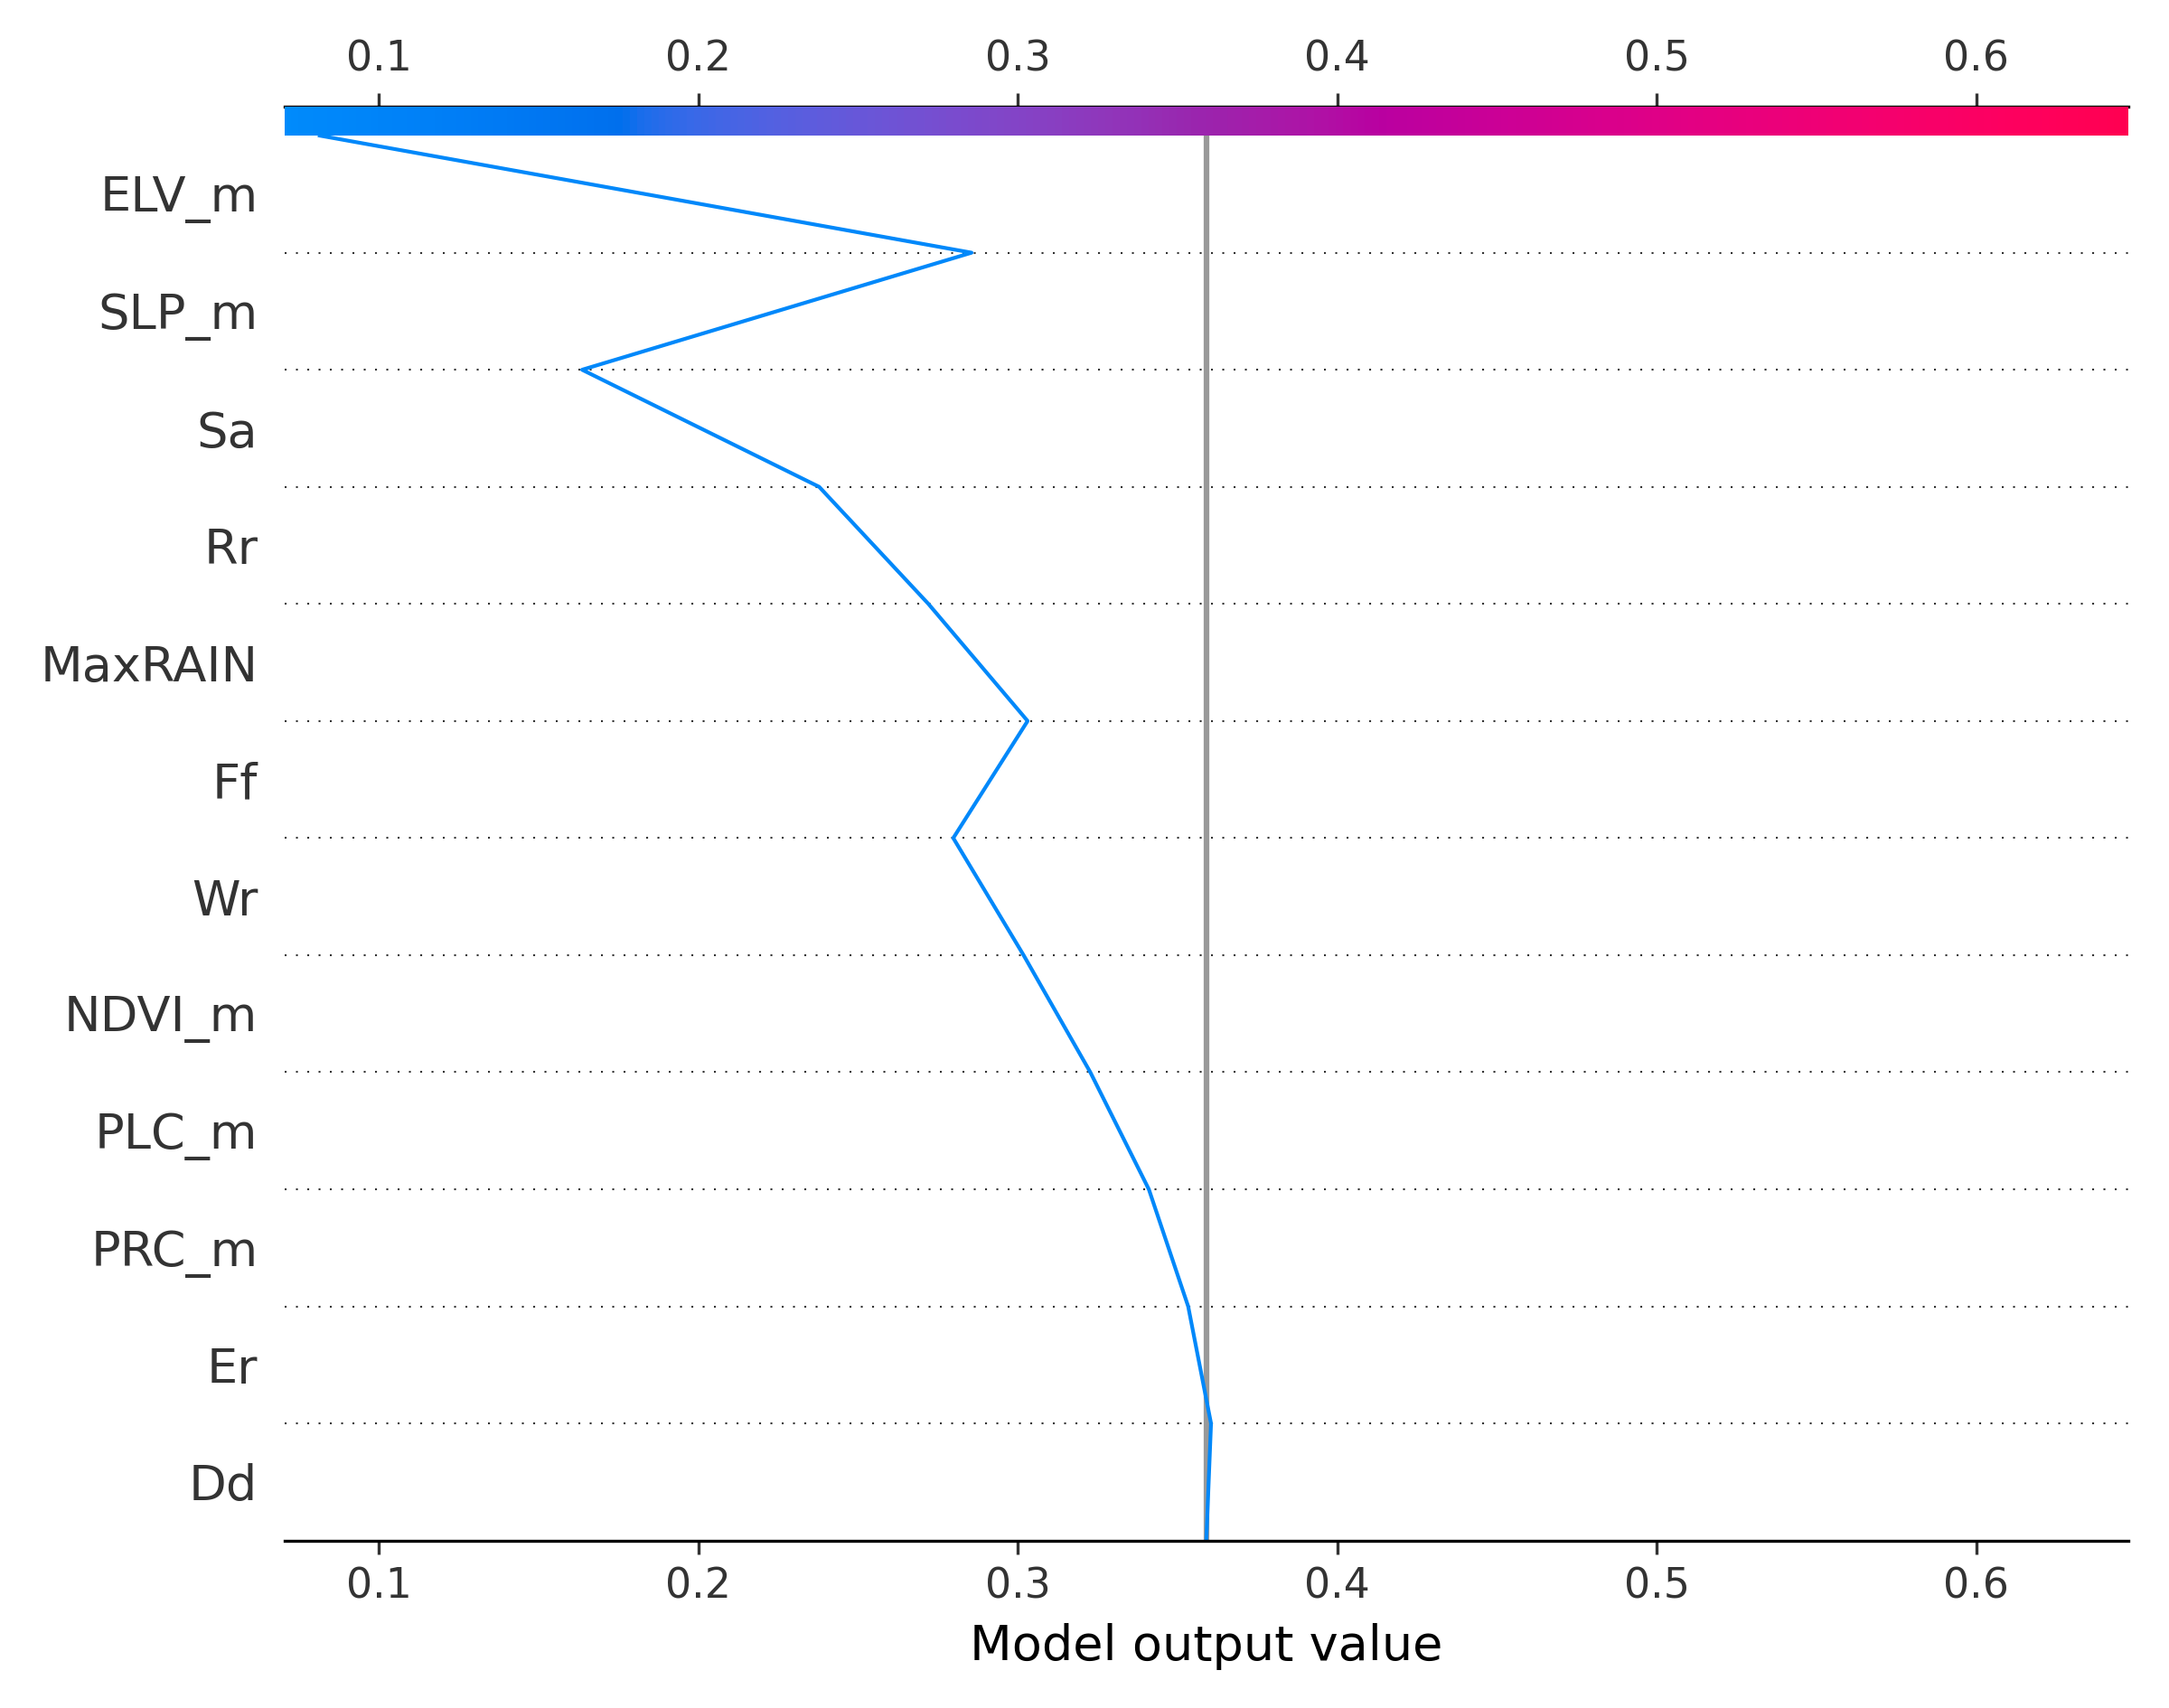 0.1 0.2 0.3 0.4 0.5 0.6
ELV_m
SLP_m
Sa
Rr
MaxRAIN
Ff
Wr
NDVI_m
PLC_m
PRC_m
Er
Dd
0.1 0.2 0.3 0.4 0.5 0.6
Model output value